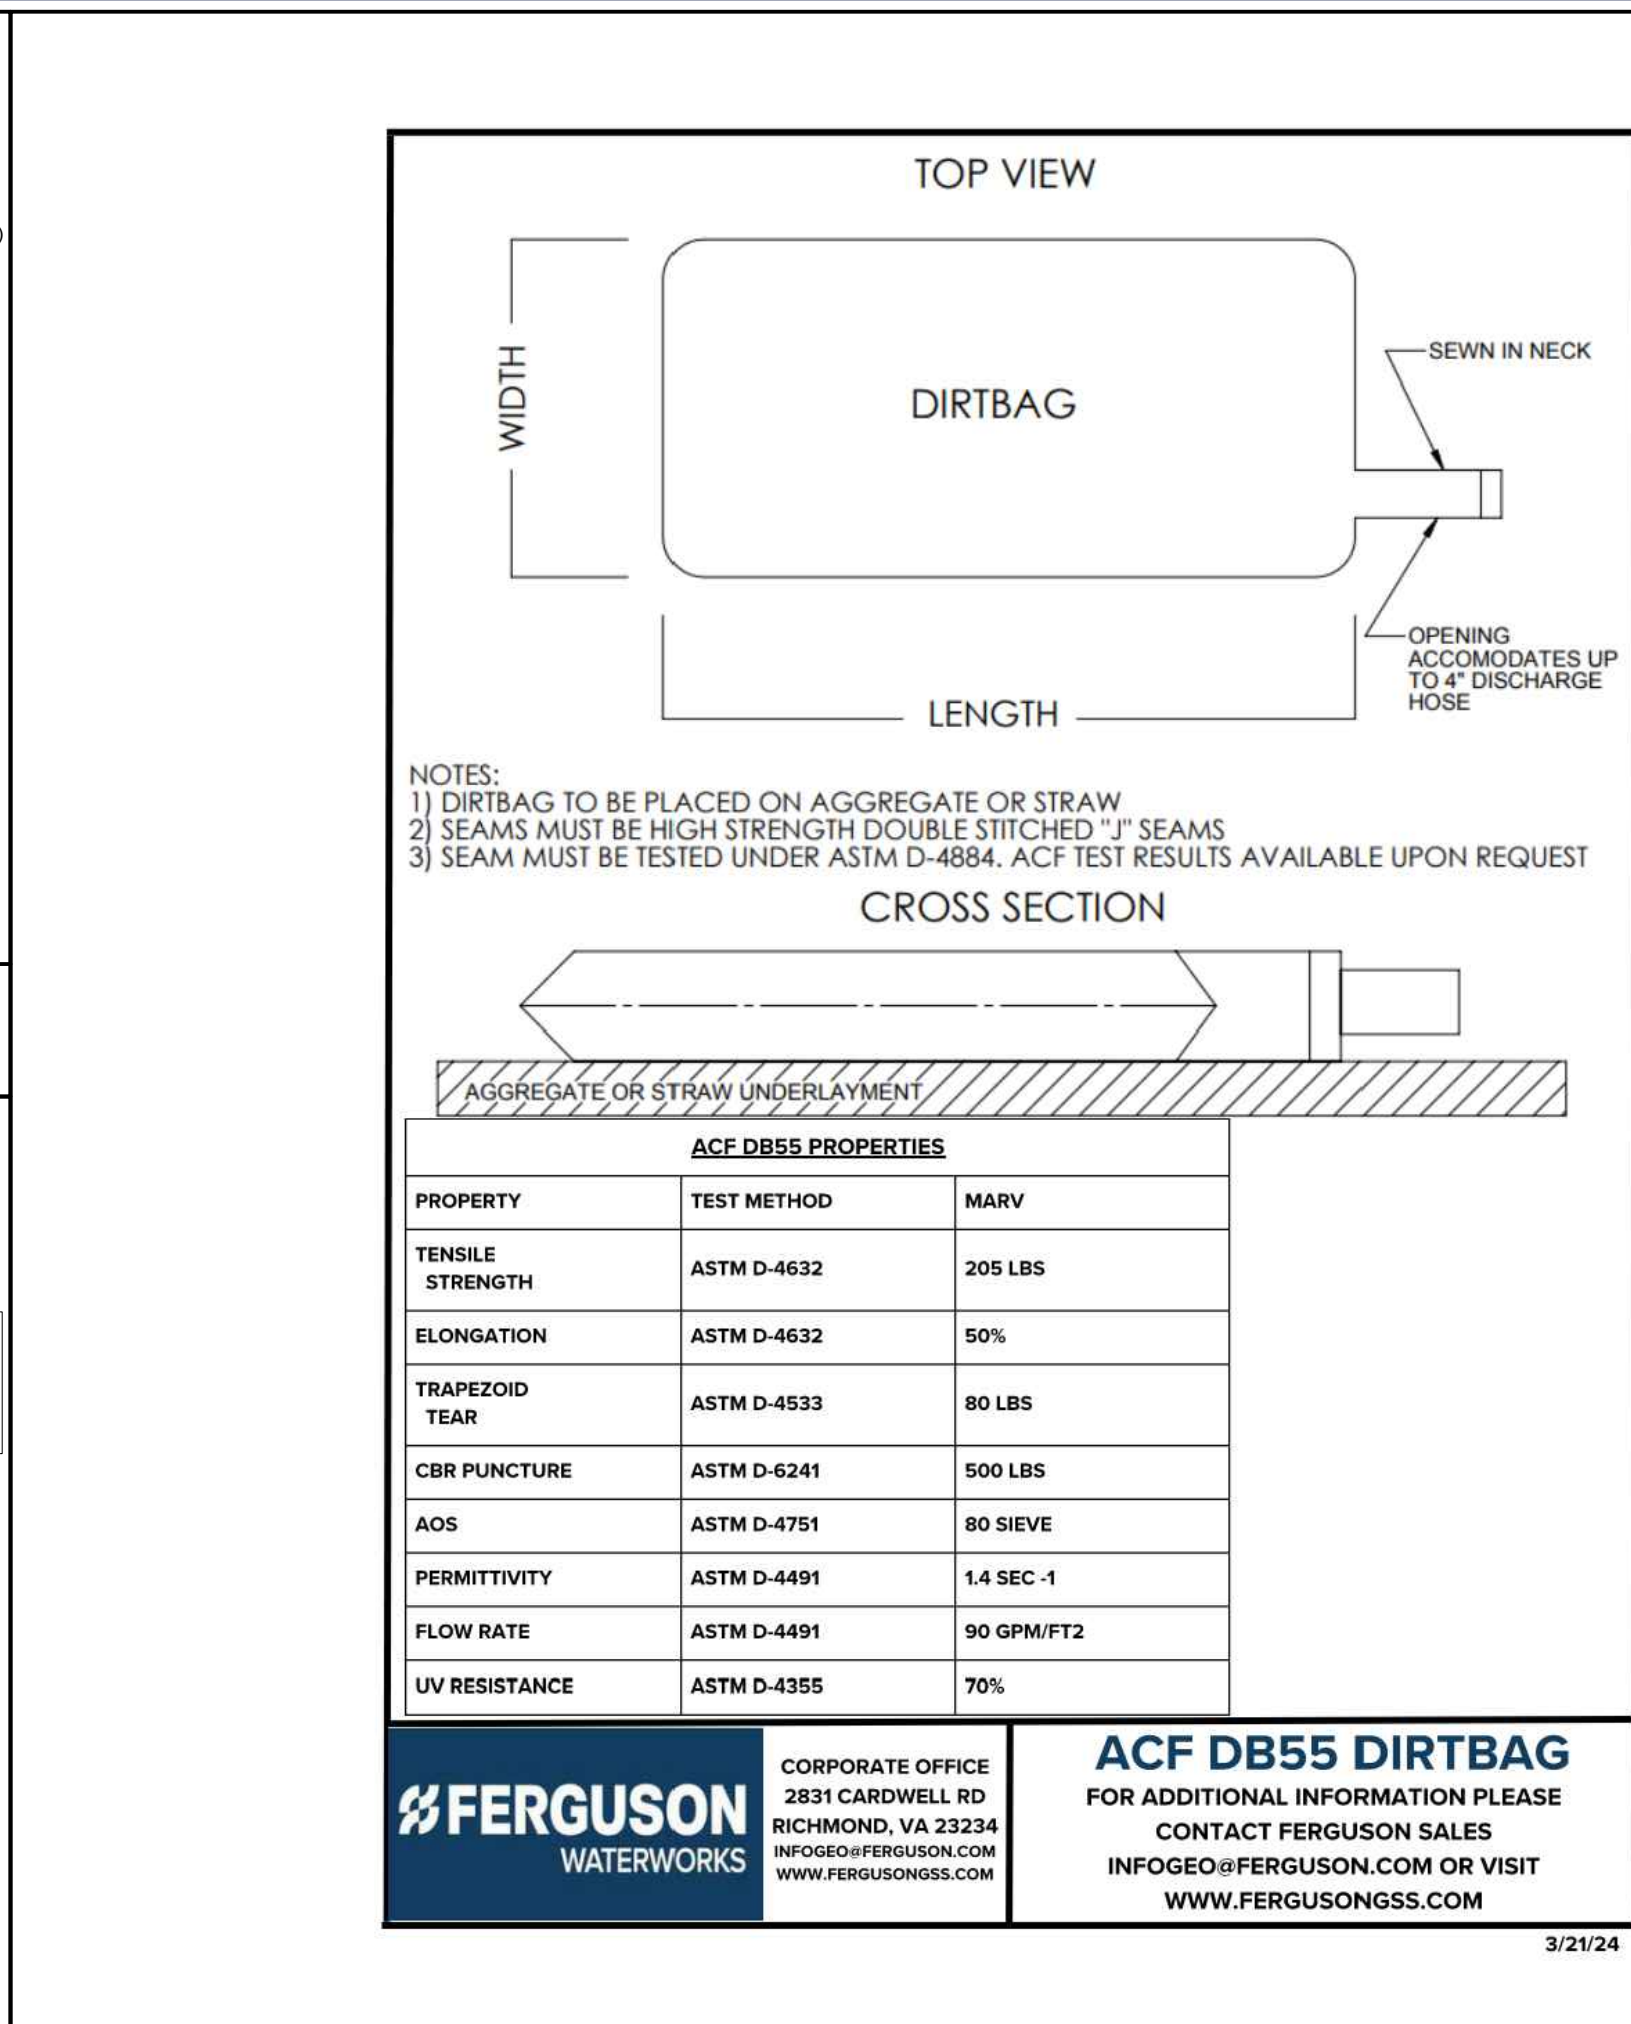 )
TOP VIEW
WIDTH
DIRTBAG
SEWN IN NECK
OPENING
ACCOMODATES UP
TO 4" DISCHARGE
HOSE
LENGTH
NOTES:
1) DIRTBAG TO BE PLACED ON AGGREGATE OR STRAW
2) SEAMS MUST BE HIGH STRENGTH DOUBLE STITCHED "J" SEAMS
3) SEAM MUST BE TESTED UNDER ASTM D-4884. ACF TEST RESULTS AVAILABLE UPON REQUEST
CROSS SECTION
AGGREGATE OR STRAW UNDERLAYMENT
ACF DB55 PROPERTIES
PROPERTY TEST METHOD MARV
TENSILE
STRENGTH ASTM D-4632 205 LBS
ELONGATION ASTM D-4632 50%
TRAPEZOID
TEAR ASTM D-4533 80 LBS
CBR PUNCTURE ASTM D-6241 500 LBS
AOS ASTM D-4751 80 SIEVE
PERMITTIVITY ASTM D-4491 1.4 SEC -1
FLOW RATE ASTM D-4491 90 GPM/FT2
UV RESISTANCE ASTM D-4355 70%
FERGUSON
WATERWORKS
CORPORATE OFFICE
2831 CARDWELL RD
RICHMOND, VA 23234
INFOGEO@FERGUSON.COM
WWW.FERGUSONGSS.COM
ACF DB55 DIRTBAG
FOR ADDITIONAL INFORMATION PLEASE
CONTACT FERGUSON SALES
INFOGEO@FERGUSON.COM OR VISIT
WWW.FERGUSONGSS.COM
3/21/24